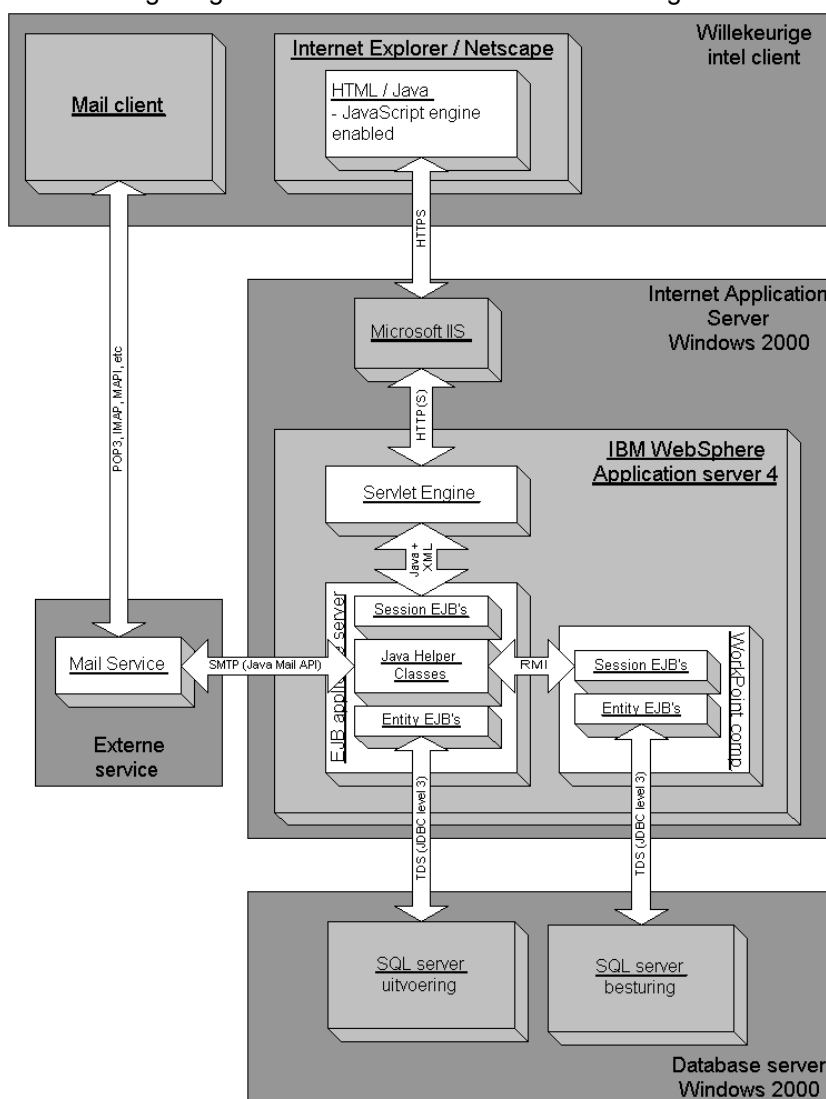 Willekeurige
intel client
Internet Explorer / Netscape
Mail client
HTML / Java
- JavaScript engine
enabled
HTTPS
Internet Application
Server
Windows 2000
Microsoft IIS
POP3, IMAP, MAPI, etc
HTTP(S)
IBM WebSphere
Application server 4
Servlet Engine
Java +
XML
EJB
server
Session EJB's
Java Helper
Classes
Entity EJB's
WorkPoint comp
Session EJB's
Entity EJB's
RMI
SMTP (Java Mail API)
Mail Service
Externe
service
TDS (JDBC level 3)
TDS (JDBC level 3)
SQL server
uitvoering
SQL server
besturing
Database server
Windows 2000